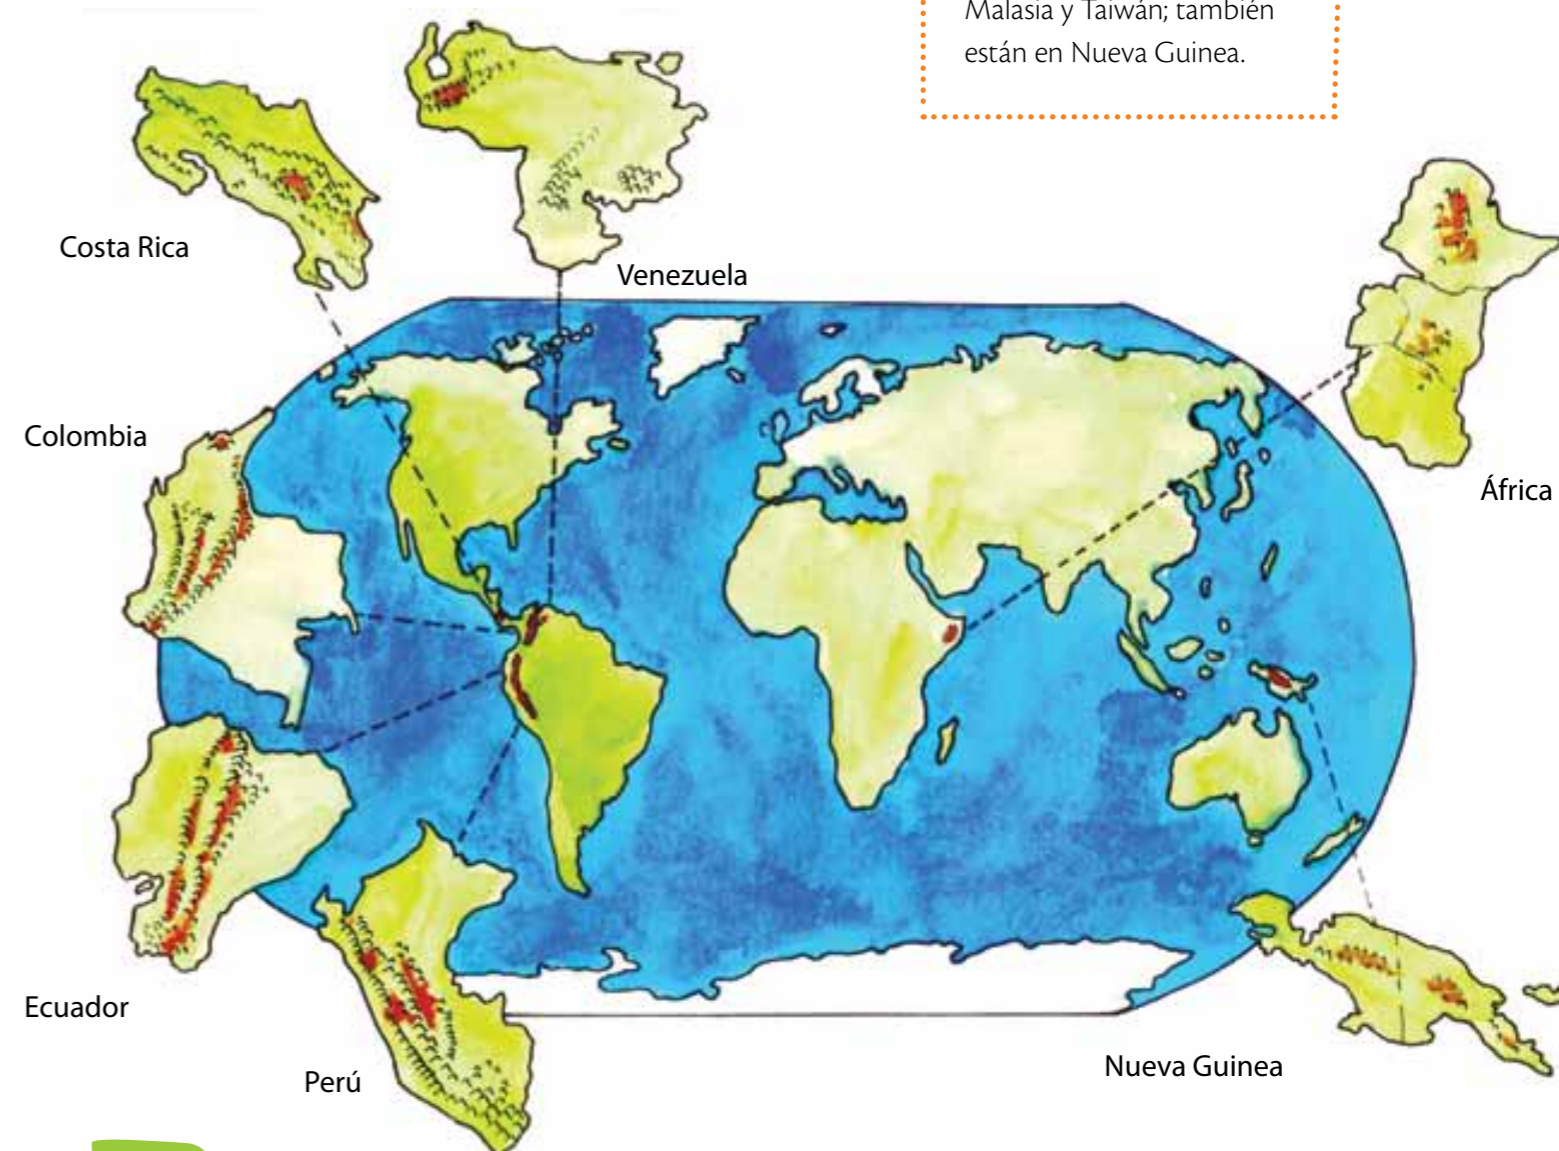 Malasia y Taiwán; también
están en Nueva Guinea.
Costa Rica
Venezuela
Colombia
África
Ecuador
Perú
Nueva Guinea